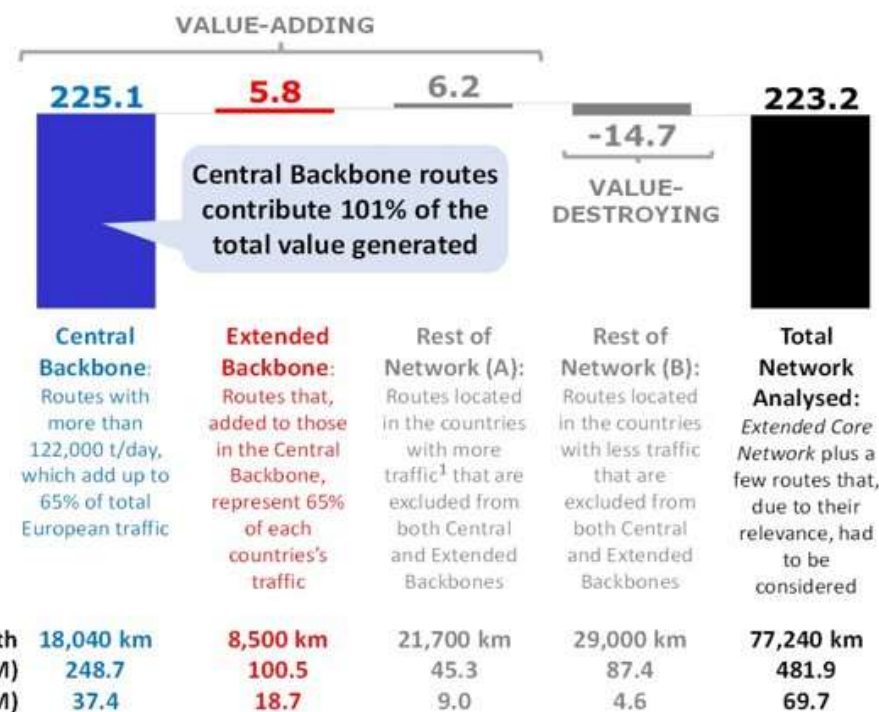 VALUE-ADDING
225.1
5.8
6.2
-14.7
223.2
VALUE-
DESTROYING
Central Backbone routes
contribute 101% of the
total value generated
Central
Backbone:
Routes with
more than
122,000 t/day,
which add up to
65% of total
European traffic
Extended
Backbone:
Routes that,
added to those
in the Central
Backbone,
represent 65%
of each
countries's
traffic
Rest of
Network (A):
Routes located
in the countries
with more
traffic¹ that are
excluded from
both Central
and Extended
Backbones
Rest of
Network (B):
Routes located
in the countries
with less traffic
that are
excluded from
both Central
and Extended
Backbones
Total
Network
Analysed:
Extended Core
Network plus a
few routes that,
due to their
relevance, had
to be
considered
th 18,040 km 8,500 km 21,700 km 29,000 km 77,240 km
M) 248.7 100.5 45.3 87.4 481.9
M) 37.4 18.7 9.0 4.6 69.7